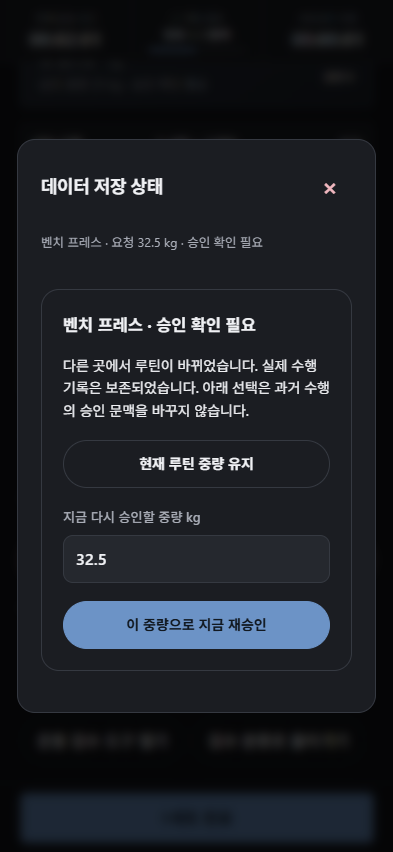 데이터 저장 상태
×
벤치 프레스 · 요청 32.5 kg · 승인 확인 필요
벤치 프레스 · 승인 확인 필요
다른 곳에서 루틴이 바뀌었습니다. 실제 수행
기록은 보존되었습니다. 아래 선택은 과거 수행
의 승인 문맥을 바꾸지 않습니다.
현재 루틴 중량 유지
지금 다시 승인할 중량 kg
32.5
이 중량으로 지금 재승인